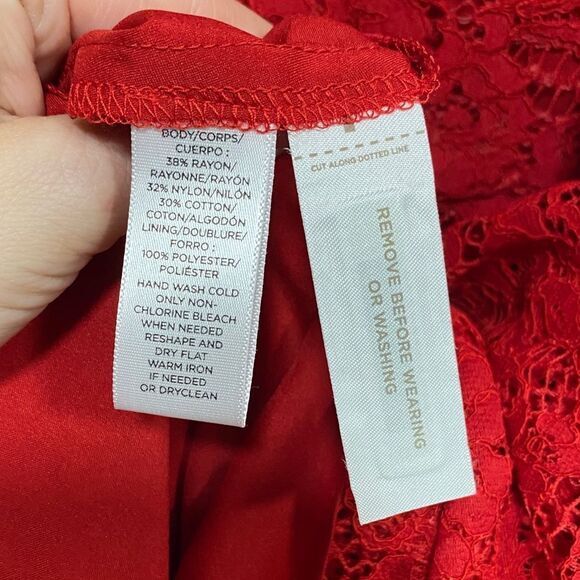 BODY/CORPS/
CUERPO :
38% RAYON/
RAYONNE/RAYÓN
32% NYLON/NILÓN
30% COTTON/
COTON/ALGODÓN
LINING/DOUBLURE/
FORRO :
100% POLYESTER/
POLIÉSTER
HAND WASH COLD
ONLY NON-
CHLORINE BLEACH
WHEN NEEDED
RESHAPE AND
DRY FLAT
WARM IRON
IF NEEDED
OR DRYCLEAN
CUT ALONG DOTTED LINE
REMOVE BEFORE WEARING
OR WASHING